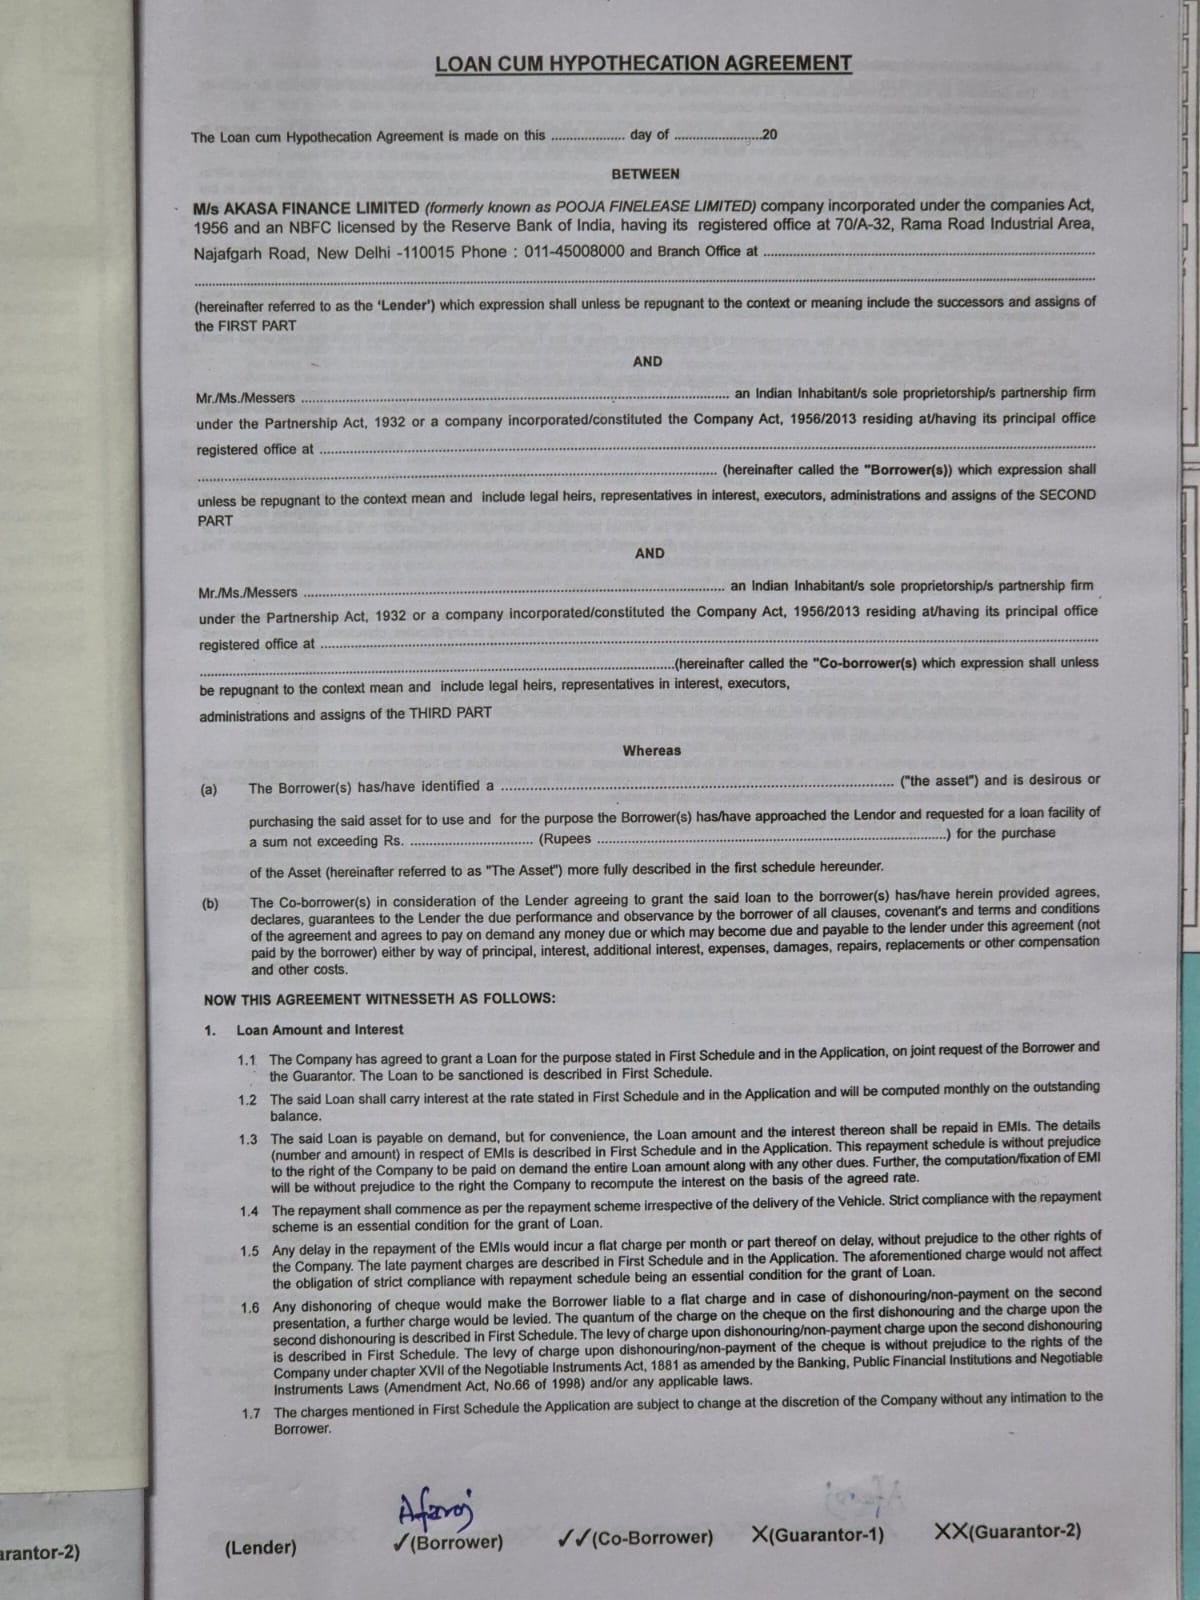 LOAN CUM HYPOTHECATION AGREEMENT
The Loan cum Hypothecation Agreement is made on this .................... day of ........................20
BETWEEN
M/s AKASA FINANCE LIMITED (formerly known as POOJA FINELEASE LIMITED) company incorporated under the companies Act,
1956 and an NBFC licensed by the Reserve Bank of India, having its registered office at 70/A-32, Rama Road Industrial Area,
Najafgarh Road, New Delhi -110015 Phone : 011-45008000 and Branch Office at ....................................................................................
....................................................................................................................................................................................
(hereinafter referred to as the 'Lender') which expression shall unless be repugnant to the context or meaning include the successors and assigns of
the FIRST PART
AND
Mr./Ms./Messers ............................................................................................................ an Indian Inhabitant/s sole proprietorship/s partnership firm
under the Partnership Act, 1932 or a company incorporated/constituted the Company Act, 1956/2013 residing at/having its principal office
registered office at ....................................................................................................................................................................
.................................................................................................................................... (hereinafter called the "Borrower(s)) which expression shall
unless be repugnant to the context mean and include legal heirs, representatives in interest, executors, administrations and assigns of the SECOND
PART
AND
Mr./Ms./Messers ............................................................................................................ an Indian Inhabitant/s sole proprietorship/s partnership firm
under the Partnership Act, 1932 or a company incorporated/constituted the Company Act, 1956/2013 residing at/having its principal office
registered office at ....................................................................................................................................................................
........................................................................................................................(hereinafter called the "Co-borrower(s) which expression shall unless
be repugnant to the context mean and include legal heirs, representatives in interest, executors,
administrations and assigns of the THIRD PART
Whereas
(a) The Borrower(s) has/have identified a .................................................................................................... ("the asset") and is desirous or
purchasing the said asset for to use and for the purpose the Borrower(s) has/have approached the Lendor and requested for a loan facility of
a sum not exceeding Rs. ............................... (Rupees ........................................................................................) for the purchase
of the Asset (hereinafter referred to as "The Asset") more fully described in the first schedule hereunder.
(b) The Co-borrower(s) in consideration of the Lender agreeing to grant the said loan to the borrower(s) has/have herein provided agrees,
declares, guarantees to the Lender the due performance and observance by the borrower of all clauses, covenant's and terms and conditions
of the agreement and agrees to pay on demand any money due or which may become due and payable to the lender under this agreement (not
paid by the borrower) either by way of principal, interest, additional interest, expenses, damages, repairs, replacements or other compensation
and other costs.
NOW THIS AGREEMENT WITNESSETH AS FOLLOWS:
1. Loan Amount and Interest
1.1 The Company has agreed to grant a Loan for the purpose stated in First Schedule and in the Application, on joint request of the Borrower and
the Guarantor. The Loan to be sanctioned is described in First Schedule.
1.2 The said Loan shall carry interest at the rate stated in First Schedule and in the Application and will be computed monthly on the outstanding
balance.
1.3 The said Loan is payable on demand, but for convenience, the Loan amount and the interest thereon shall be repaid in EMIs. The details
(number and amount) in respect of EMIs is described in First Schedule and in the Application. This repayment schedule is without prejudice
to the right of the Company to be paid on demand the entire Loan amount along with any other dues. Further, the computation/fixation of EMI
will be without prejudice to the right the Company to recompute the interest on the basis of the agreed rate.
1.4 The repayment shall commence as per the repayment scheme irrespective of the delivery of the Vehicle. Strict compliance with the repayment
scheme is an essential condition for the grant of Loan.
1.5 Any delay in the repayment of the EMIs would incur a flat charge per month or part thereof on delay, without prejudice to the other rights of
the Company. The late payment charges are described in First Schedule and in the Application. The aforementioned charge would not affect
the obligation of strict compliance with repayment schedule being an essential condition for the grant of Loan.
1.6 Any dishonoring of cheque would make the Borrower liable to a flat charge and in case of dishonouring/non-payment on the second
presentation, a further charge would be levied. The quantum of the charge on the cheque on the first dishonouring and the charge upon the
second dishonouring is described in First Schedule. The levy of charge upon dishonouring/non-payment charge upon the second dishonouring
is described in First Schedule. The levy of charge upon dishonouring/non-payment of the cheque is without prejudice to the rights of the
Company under chapter XVII of the Negotiable Instruments Act, 1881 as amended by the Banking, Public Financial Institutions and Negotiable
Instruments Laws (Amendment Act, No.66 of 1998) and/or any applicable laws.
1.7 The charges mentioned in First Schedule the Application are subject to change at the discretion of the Company without any intimation to the
Borrower.
Afaroj
(Lender) ✓(Borrower) ✓✓(Co-Borrower) X(Guarantor-1) XX(Guarantor-2)
arantor-2)